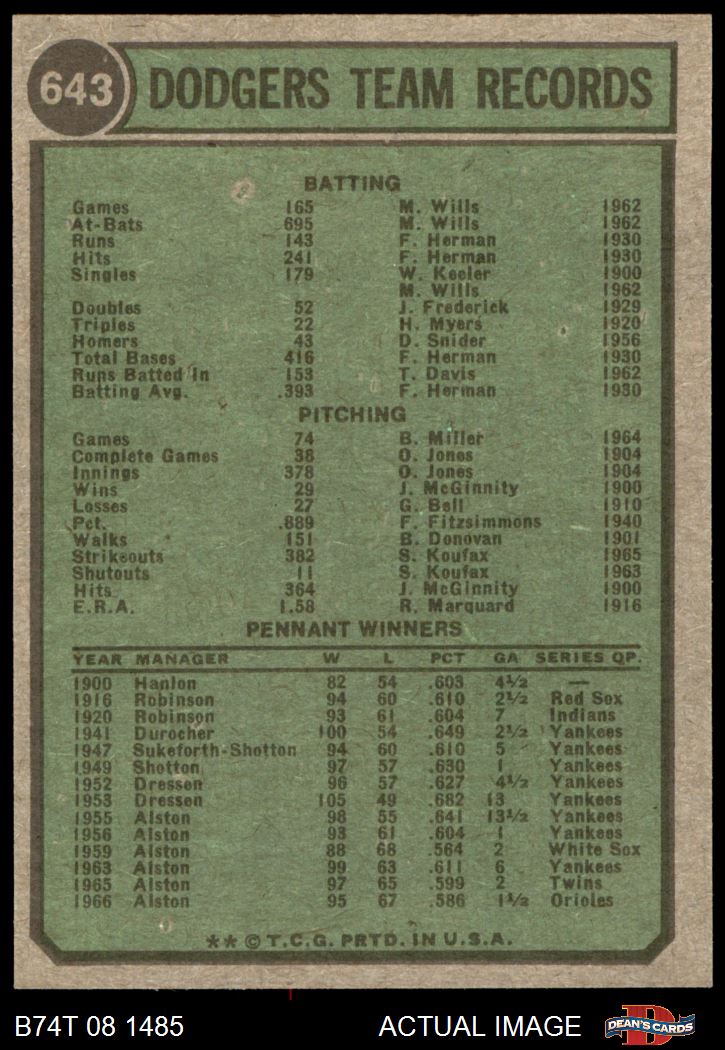 643 DODGERS TEAM RECORDS
BATTING
Games 165 M. Wills 1962
At-Bats 695 M. Wills 1962
Runs 143 F. Herman 1930
Hits 241 F. Herman 1930
Singles 179 W. Keeler 1900
M. Wills 1962
Doubles 52 J. Frederick 1929
Triples 22 H. Myers 1920
Homers 43 D. Snider 1956
Total Bases 416 F. Herman 1930
Runs Batted In 153 T. Davis 1962
Batting Avg. .393 F. Herman 1930
PITCHING
Games 74 B. Miller 1964
Complete Games 38 O. Jones 1904
Innings 378 O. Jones 1904
Wins 29 J. McGinnity 1900
Losses 27 G. Bell 1910
Pct. .889 F. Fitzsimmons 1940
Walks 151 B. Donovan 1901
Strikeouts 382 S. Koufax 1965
Shutouts 11 S. Koufax 1963
Hits 364 J. McGinnity 1900
E.R.A. 1.58 R. Marquard 1916
PENNANT WINNERS
YEAR MANAGER W L PCT GA SERIES OP.
1900 Hanlon 82 54 .603 4½ —
1916 Robinson 94 60 .610 2½ Red Sox
1920 Robinson 93 61 .604 7 Indians
1941 Durocher 100 54 .649 2½ Yankees
1947 Sukeforth-Shotton 94 60 .610 5 Yankees
1949 Shotton 97 57 .630 1 Yankees
1952 Dressen 96 57 .627 4½ Yankees
1953 Dressen 105 49 .682 13 Yankees
1955 Alston 98 55 .641 13½ Yankees
1956 Alston 93 61 .604 1 Yankees
1959 Alston 88 68 .564 2 White Sox
1963 Alston 99 63 .611 6 Yankees
1965 Alston 97 65 .599 2 Twins
1966 Alston 95 67 .586 1½ Orioles
** © T.C.G. PRTD. IN U.S.A.
B74T 08 1485 ACTUAL IMAGE D DEAN'S CARDS